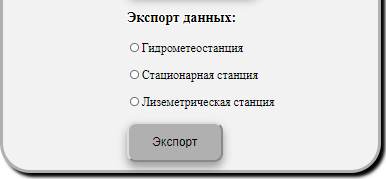 Экспорт данных:
Гидрометеостанция
Стационарная станция
Лиземетрическая станция
Экспорт